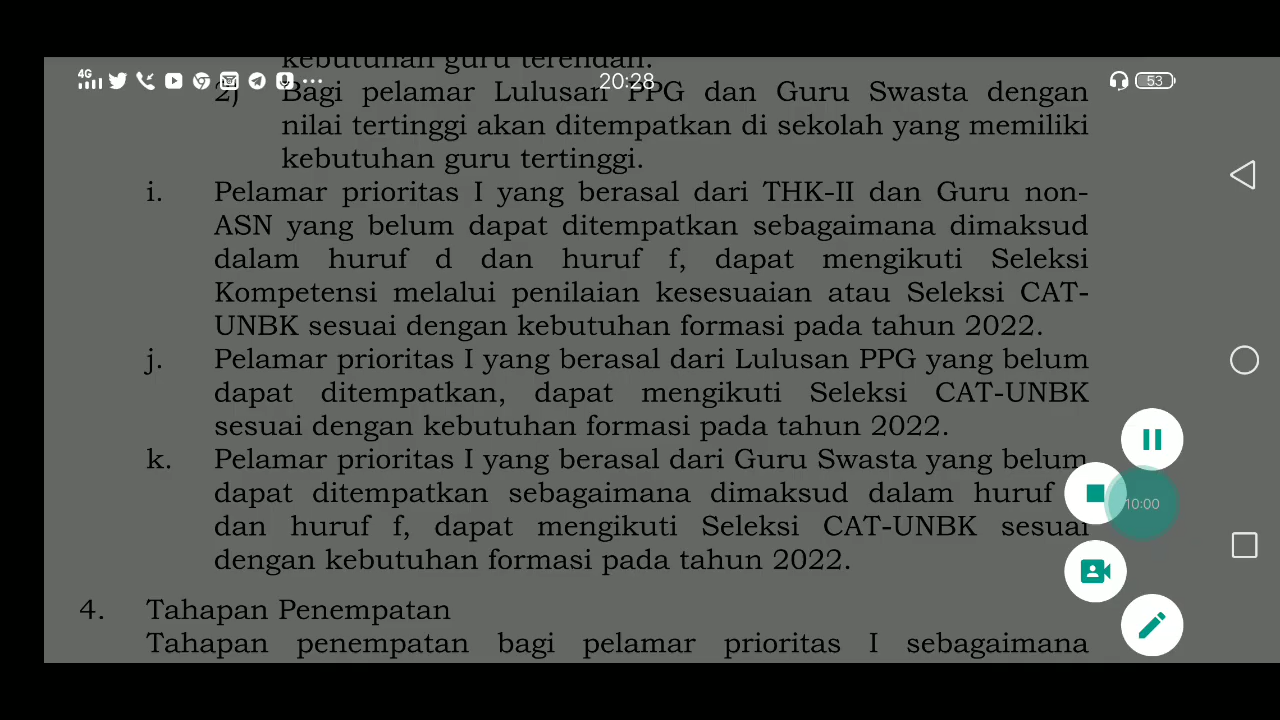 kebutuhan guru terendah.
4G 20:28 53
2) Bagi pelamar Lulusan PPG dan Guru Swasta dengan
nilai tertinggi akan ditempatkan di sekolah yang memiliki
kebutuhan guru tertinggi.
i. Pelamar prioritas I yang berasal dari THK-II dan Guru non-
ASN yang belum dapat ditempatkan sebagaimana dimaksud
dalam huruf d dan huruf f, dapat mengikuti Seleksi
Kompetensi melalui penilaian kesesuaian atau Seleksi CAT-
UNBK sesuai dengan kebutuhan formasi pada tahun 2022.
j. Pelamar prioritas I yang berasal dari Lulusan PPG yang belum
dapat ditempatkan, dapat mengikuti Seleksi CAT-UNBK
sesuai dengan kebutuhan formasi pada tahun 2022.
k. Pelamar prioritas I yang berasal dari Guru Swasta yang belum
dapat ditempatkan sebagaimana dimaksud dalam huruf
dan huruf f, dapat mengikuti Seleksi CAT-UNBK sesuai
dengan kebutuhan formasi pada tahun 2022.
10:00
4. Tahapan Penempatan
Tahapan penempatan bagi pelamar prioritas I sebagaimana